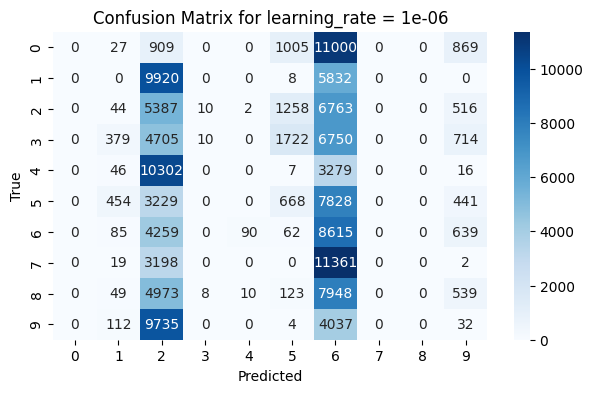 Confusion Matrix for learning_rate = 1e-06
True
0 0 27 909 0 0 1005 11000 0 0 869
1 0 0 9920 0 0 8 5832 0 0 0
2 0 44 5387 10 2 1258 6763 0 0 516
3 0 379 4705 10 0 1722 6750 0 0 714
4 0 46 10302 0 0 7 3279 0 0 16
5 0 454 3229 0 0 668 7828 0 0 441
6 0 85 4259 0 90 62 8615 0 0 639
7 0 19 3198 0 0 0 11361 0 0 2
8 0 49 4973 8 10 123 7948 0 0 539
9 0 112 9735 0 0 4 4037 0 0 32
0 1 2 3 4 5 6 7 8 9
Predicted
10000
8000
6000
4000
2000
0